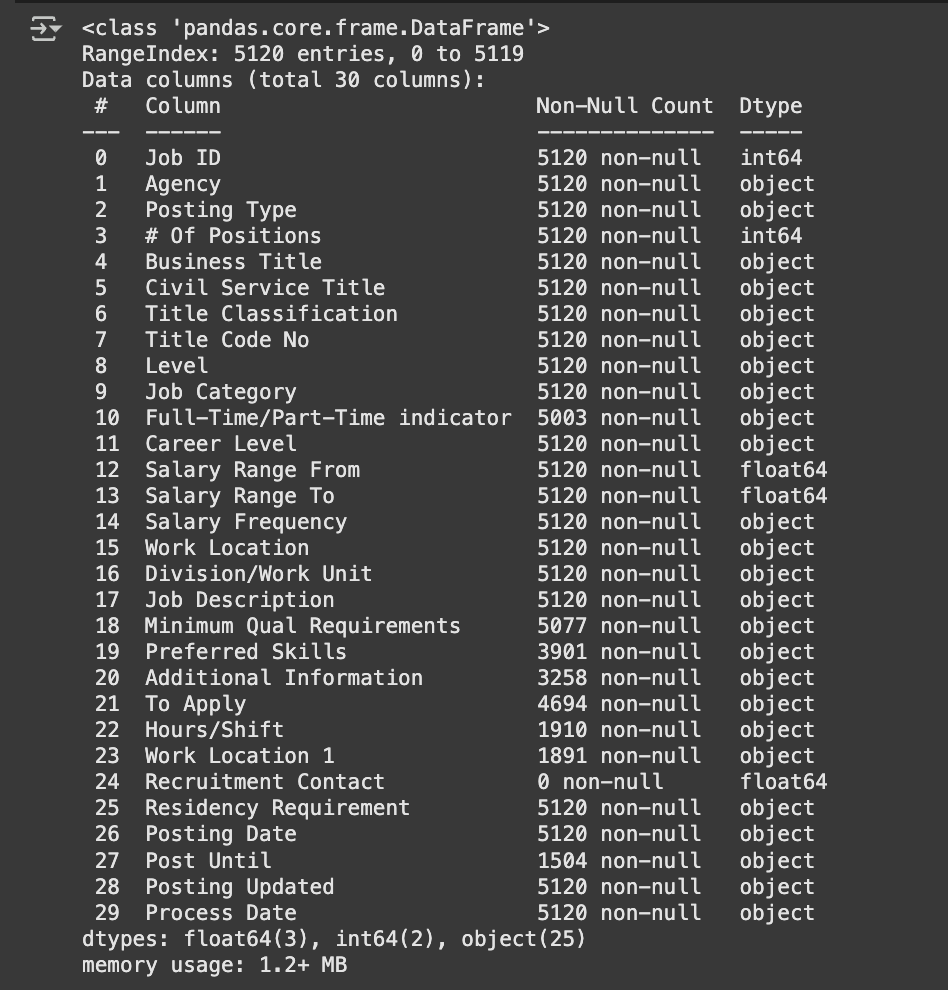 <class 'pandas.core.frame.DataFrame'>
RangeIndex: 5120 entries, 0 to 5119
Data columns (total 30 columns):
 #   Column                         Non-Null Count  Dtype
---  ------                         --------------  -----
 0   Job ID                         5120 non-null   int64
 1   Agency                         5120 non-null   object
 2   Posting Type                   5120 non-null   object
 3   # Of Positions                 5120 non-null   int64
 4   Business Title                 5120 non-null   object
 5   Civil Service Title            5120 non-null   object
 6   Title Classification           5120 non-null   object
 7   Title Code No                  5120 non-null   object
 8   Level                          5120 non-null   object
 9   Job Category                   5120 non-null   object
 10  Full-Time/Part-Time indicator  5003 non-null   object
 11  Career Level                   5120 non-null   object
 12  Salary Range From              5120 non-null   float64
 13  Salary Range To                5120 non-null   float64
 14  Salary Frequency               5120 non-null   object
 15  Work Location                  5120 non-null   object
 16  Division/Work Unit             5120 non-null   object
 17  Job Description                5120 non-null   object
 18  Minimum Qual Requirements      5077 non-null   object
 19  Preferred Skills               3901 non-null   object
 20  Additional Information         3258 non-null   object
 21  To Apply                       4694 non-null   object
 22  Hours/Shift                    1910 non-null   object
 23  Work Location 1                1891 non-null   object
 24  Recruitment Contact            0 non-null      float64
 25  Residency Requirement          5120 non-null   object
 26  Posting Date                   5120 non-null   object
 27  Post Until                     1504 non-null   object
 28  Posting Updated                5120 non-null   object
 29  Process Date                   5120 non-null   object
dtypes: float64(3), int64(2), object(25)
memory usage: 1.2+ MB